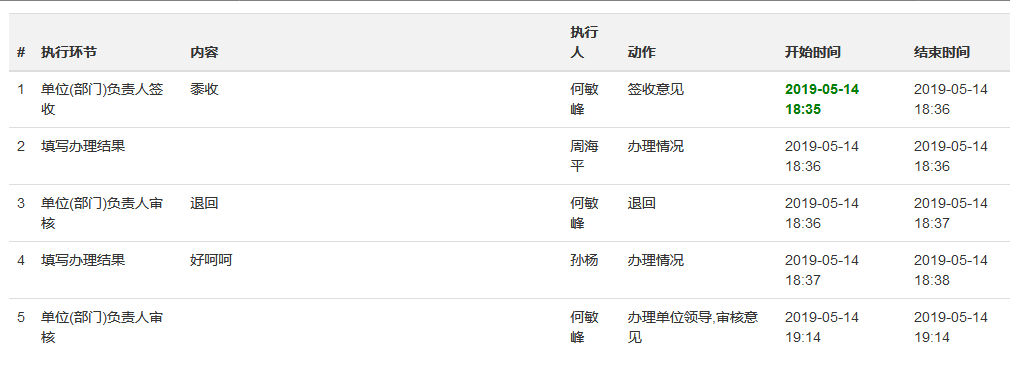 # 执行环节 内容 执行人 动作 开始时间 结束时间
1 单位(部门)负责人签收 黍收 何敏峰 签收意见 2019-05-14 18:35 2019-05-14 18:36
2 填写办理结果 周海平 办理情况 2019-05-14 18:36 2019-05-14 18:36
3 单位(部门)负责人审核 退回 何敏峰 退回 2019-05-14 18:36 2019-05-14 18:37
4 填写办理结果 好呵呵 孙杨 办理情况 2019-05-14 18:37 2019-05-14 18:38
5 单位(部门)负责人审核 何敏峰 办理单位领导,审核意见 2019-05-14 19:14 2019-05-14 19:14